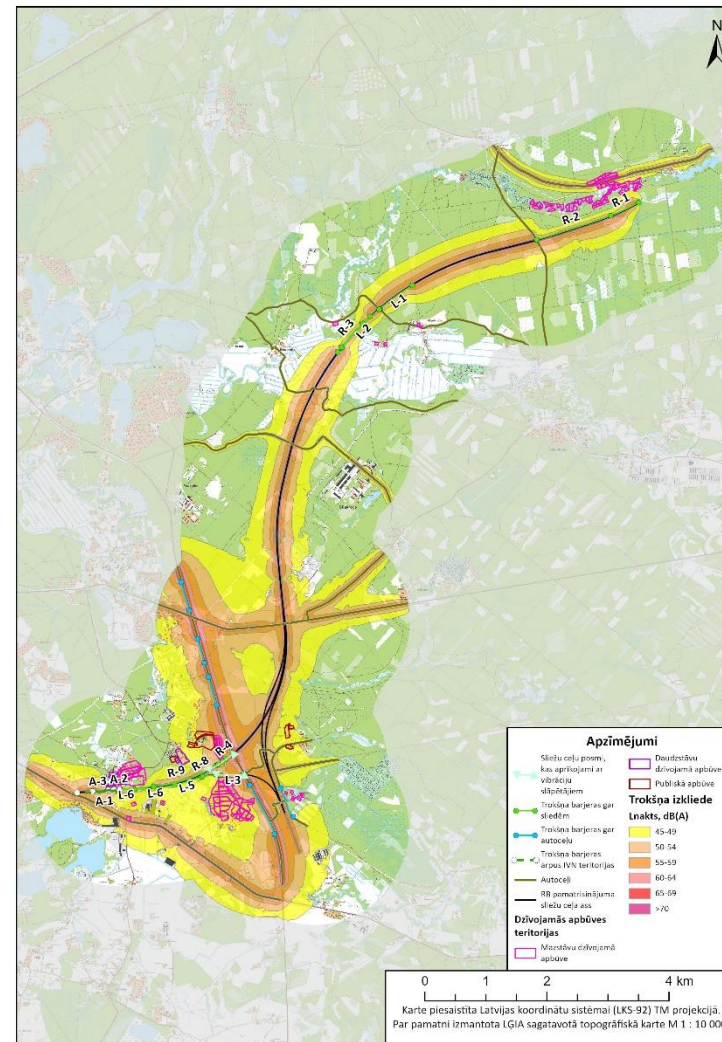 N
R-1
R-2
L-1
R-3
L-2
R-4
R-8
R-9
L-3
L-5
A-3 A-2
L-6 L-6
A-1
Apzīmējumi
Sliežu ceļu posmi,
kas aprīkojami ar
vibrāciju
slāpētājiem
Trokšņa barjeras gar
sliedēm
Trokšņa barjeras gar
autoceļu
Trokšņa barjeras
ārpus IVN teritorijas
Autoceļi
RB pamatrisinājuma
sliežu ceļa ass
Dzīvojamās apbūves
teritorijas
Mazstāvu dzīvojamā
apbūve
Daudzstāvu
dzīvojamā apbūve
Publiskā apbūve
Trokšņa izkliede
Lnakts, dB(A)
45-49
50-54
55-59
60-64
65-69
>70
0 1 2 4 km
Karte piesaistīta Latvijas koordinātu sistēmai (LKS-92) TM projekcijā.
Par pamatni izmantota LĢIA sagatavotā topogrāfiskā karte M 1 : 10 000